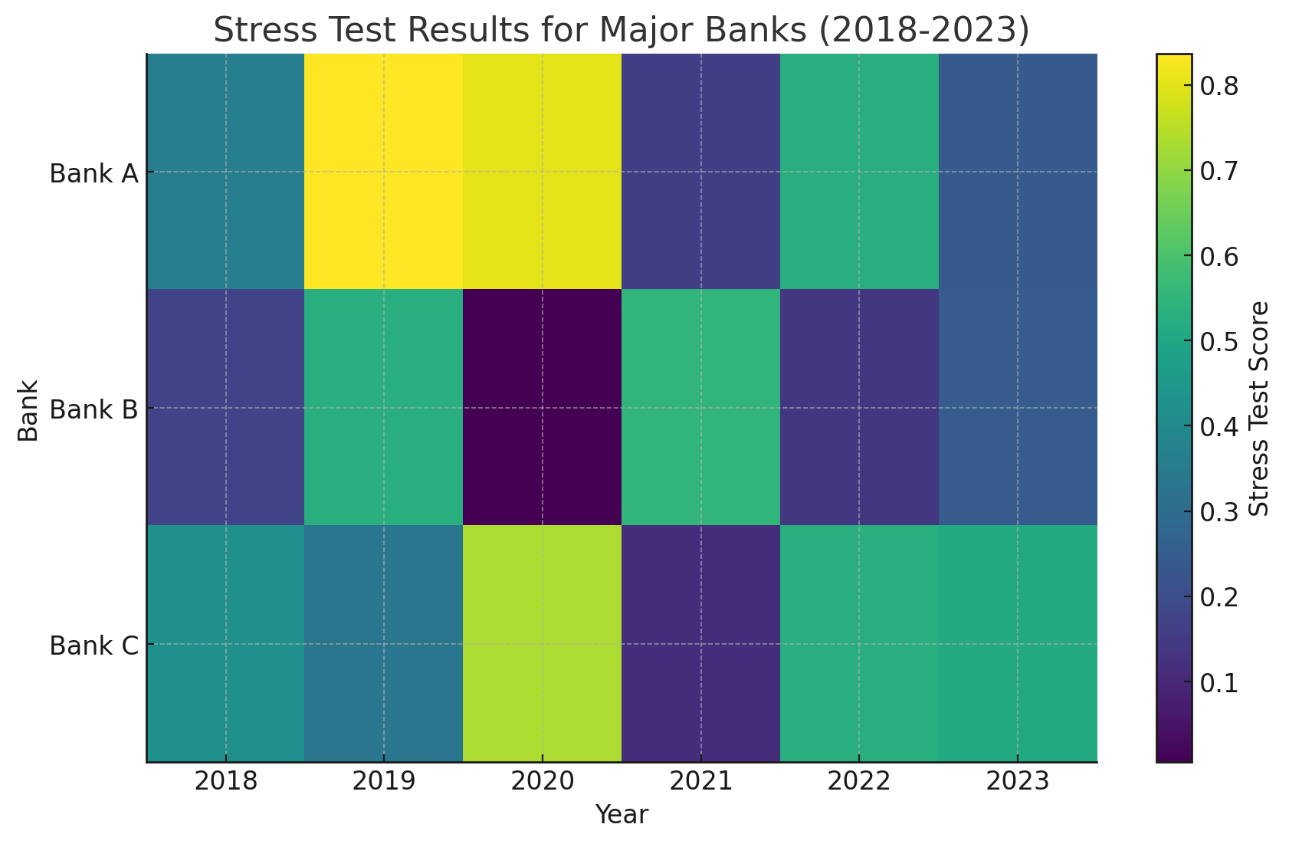 Stress Test Results for Major Banks (2018-2023)
Bank A
Bank B
Bank C
Bank
2018 2019 2020 2021 2022 2023
Year
0.8
0.7
0.6
0.5
0.4
0.3
0.2
0.1
Stress Test Score